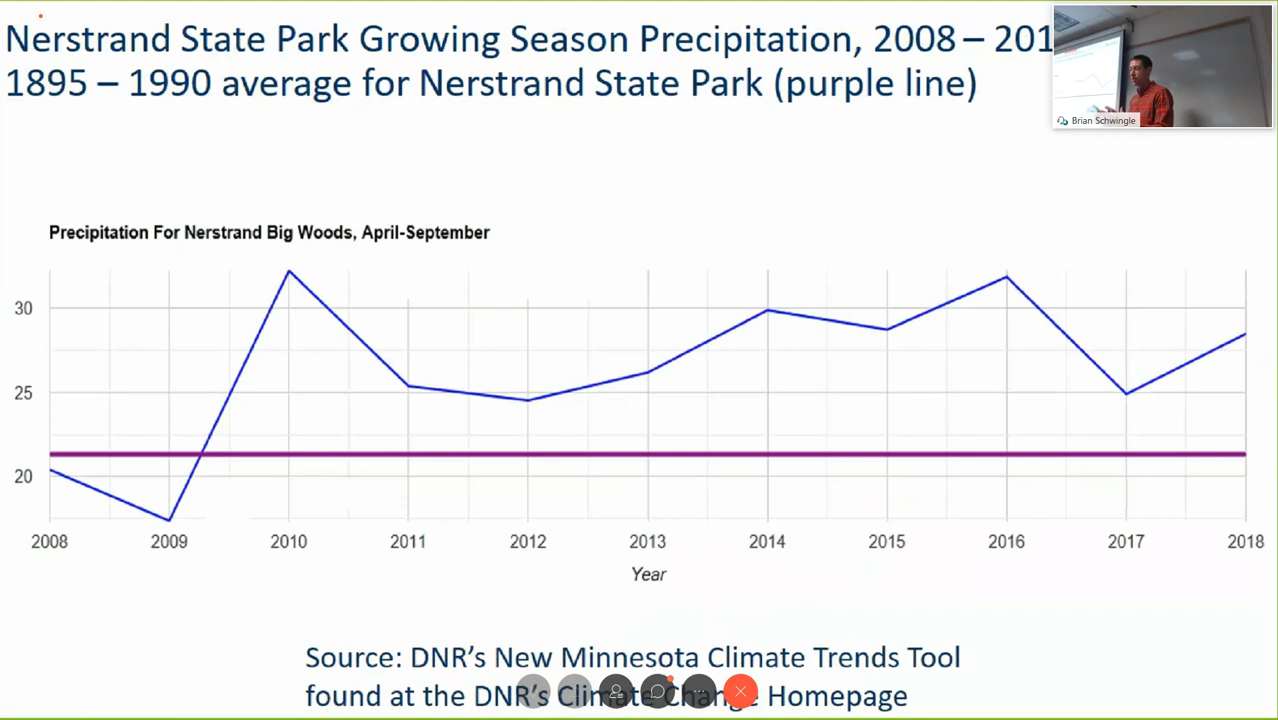 Nerstrand State Park Growing Season Precipitation, 2008 – 201
1895 – 1990 average for Nerstrand State Park (purple line)
Brian Schwingle
Precipitation For Nerstrand Big Woods, April-September
30
25
20
2008 2009 2010 2011 2012 2013 2014 2015 2016 2017 2018
Year
Source: DNR's New Minnesota Climate Trends Tool
found at the DNR's Climate Change Homepage